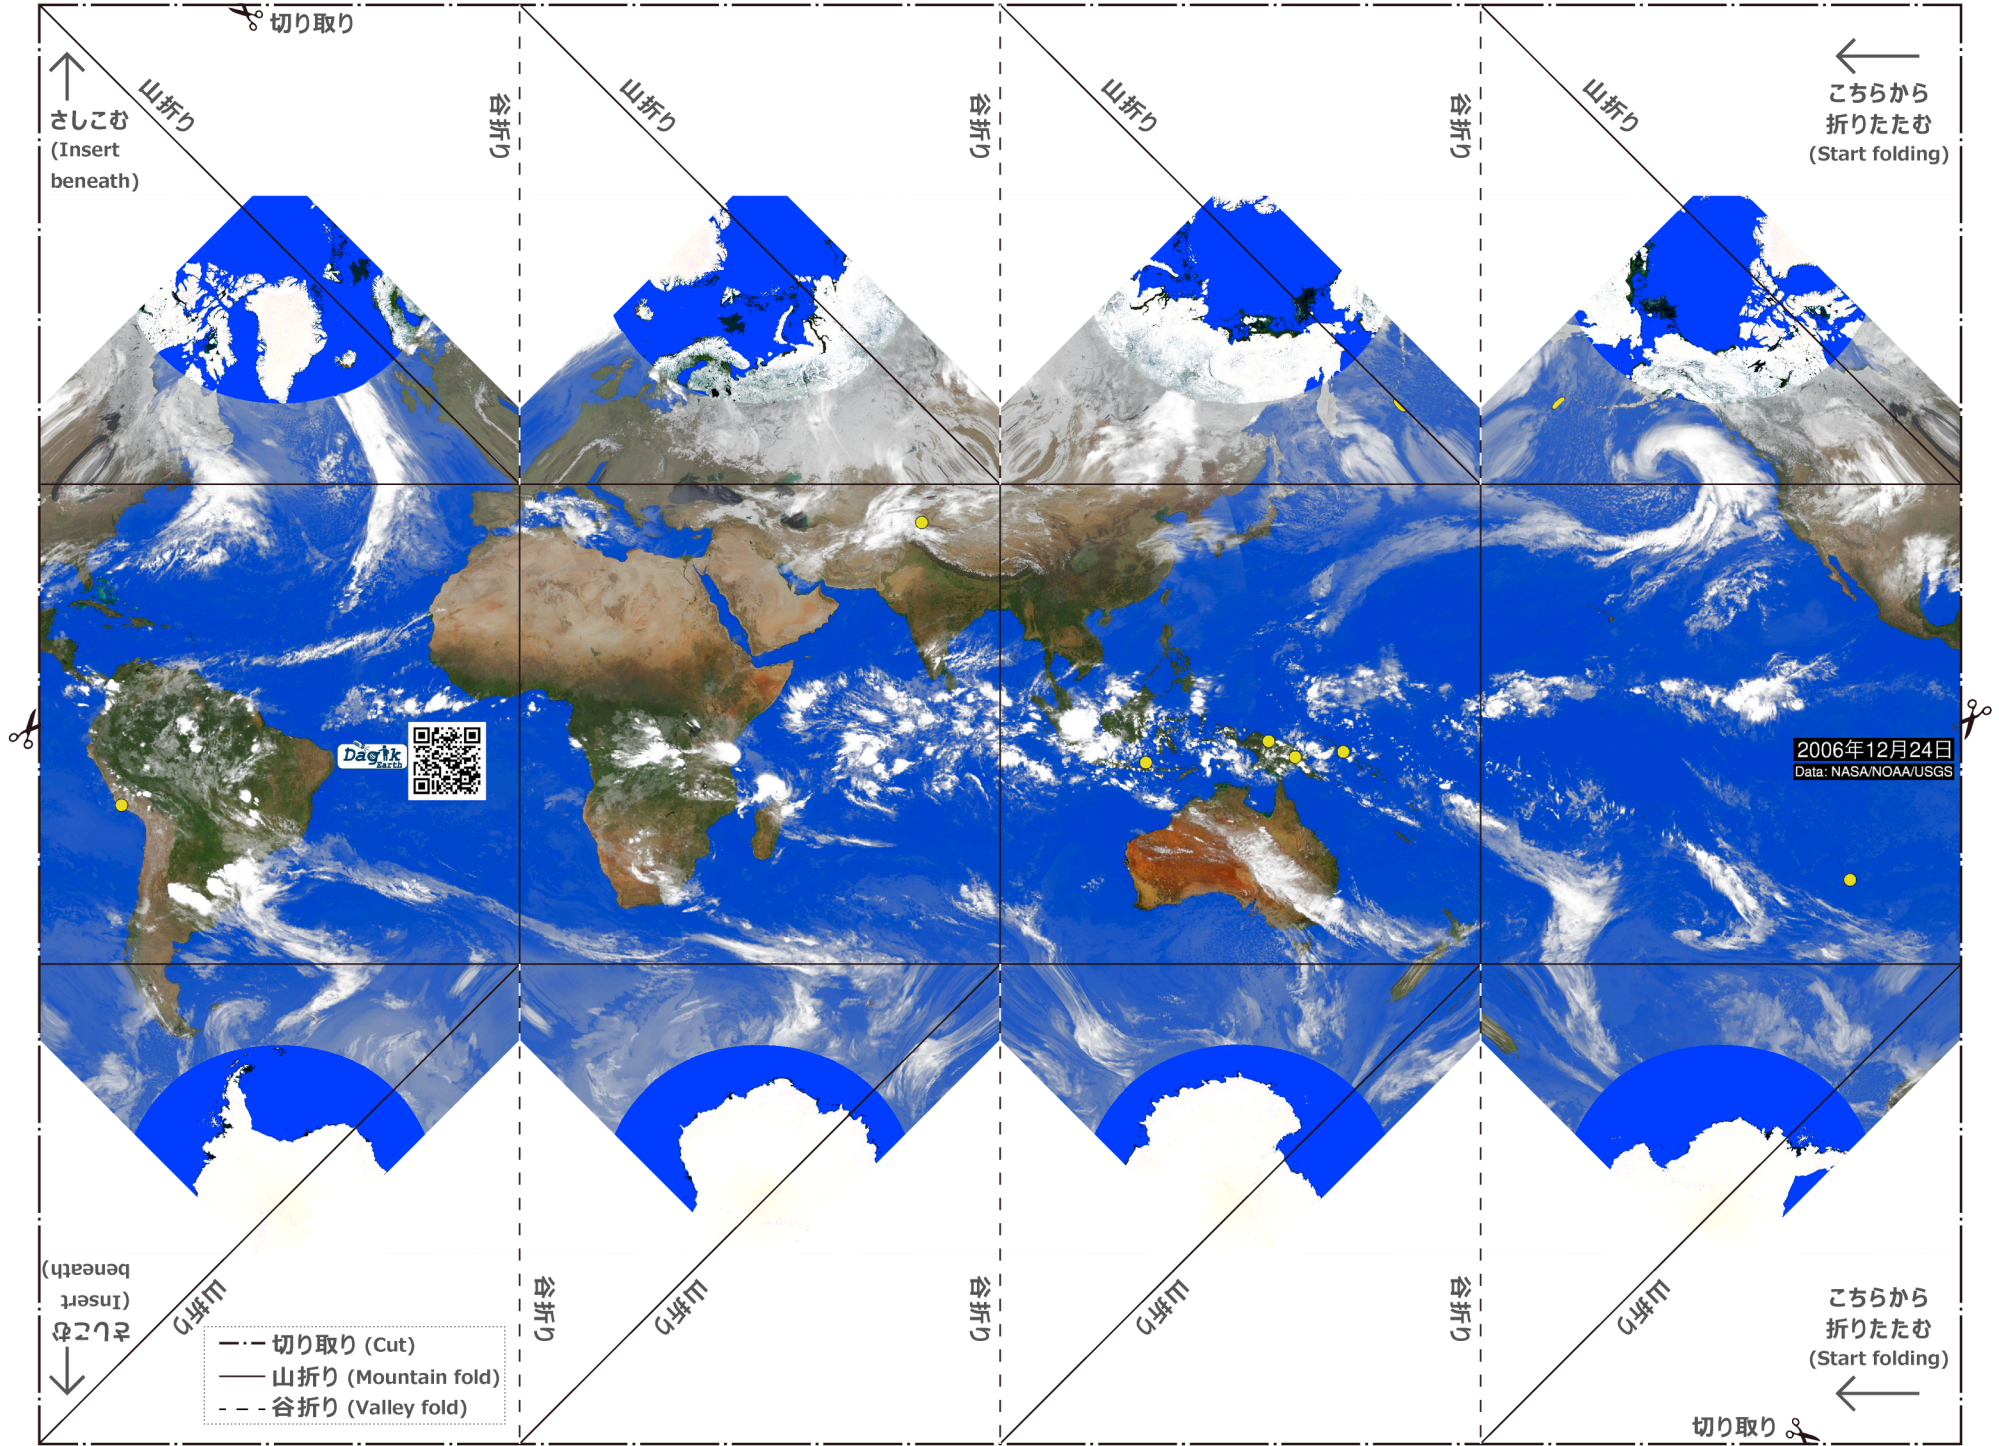 切り取り
さしこむ
(Insert
beneath)
山折り
谷折り
山折り
谷折り
山折り
谷折り
山折り
こちらから
折りたたむ
(Start folding)
Dagik
Earth
2006年12月24日
Data: NASA/NOAA/USGS
さしこむ
(Insert
beneath)
山折り
谷折り
山折り
谷折り
山折り
谷折り
山折り
こちらから
折りたたむ
(Start folding)
切り取り (Cut)
山折り (Mountain fold)
谷折り (Valley fold)
切り取り